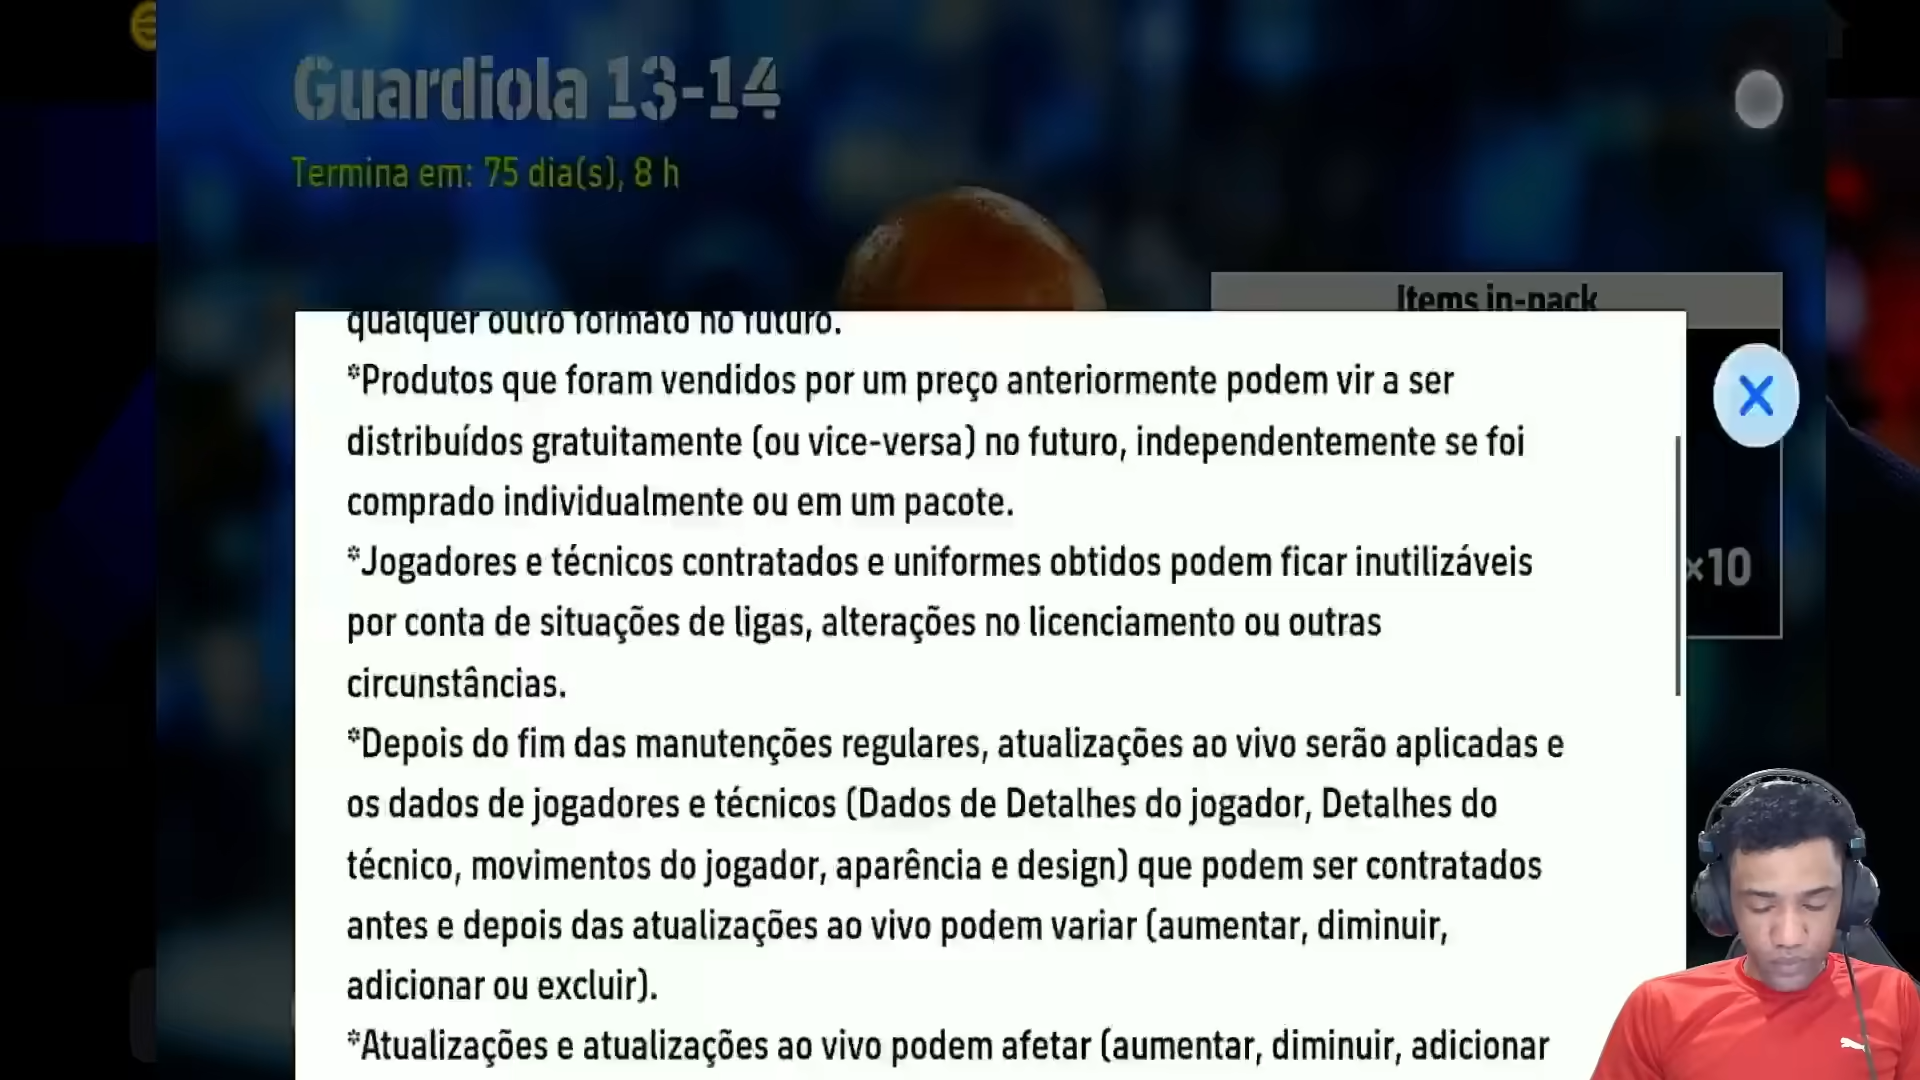 Guardiola 13-14
Termina em: 75 dia(s), 8 h
Items in-pack
×10
qualquer outro formato no futuro.
*Produtos que foram vendidos por um preço anteriormente podem vir a ser
distribuídos gratuitamente (ou vice-versa) no futuro, independentemente se foi
comprado individualmente ou em um pacote.
*Jogadores e técnicos contratados e uniformes obtidos podem ficar inutilizáveis
por conta de situações de ligas, alterações no licenciamento ou outras
circunstâncias.
*Depois do fim das manutenções regulares, atualizações ao vivo serão aplicadas e
os dados de jogadores e técnicos (Dados de Detalhes do jogador, Detalhes do
técnico, movimentos do jogador, aparência e design) que podem ser contratados
antes e depois das atualizações ao vivo podem variar (aumentar, diminuir,
adicionar ou excluir).
*Atualizações e atualizações ao vivo podem afetar (aumentar, diminuir, adicionar